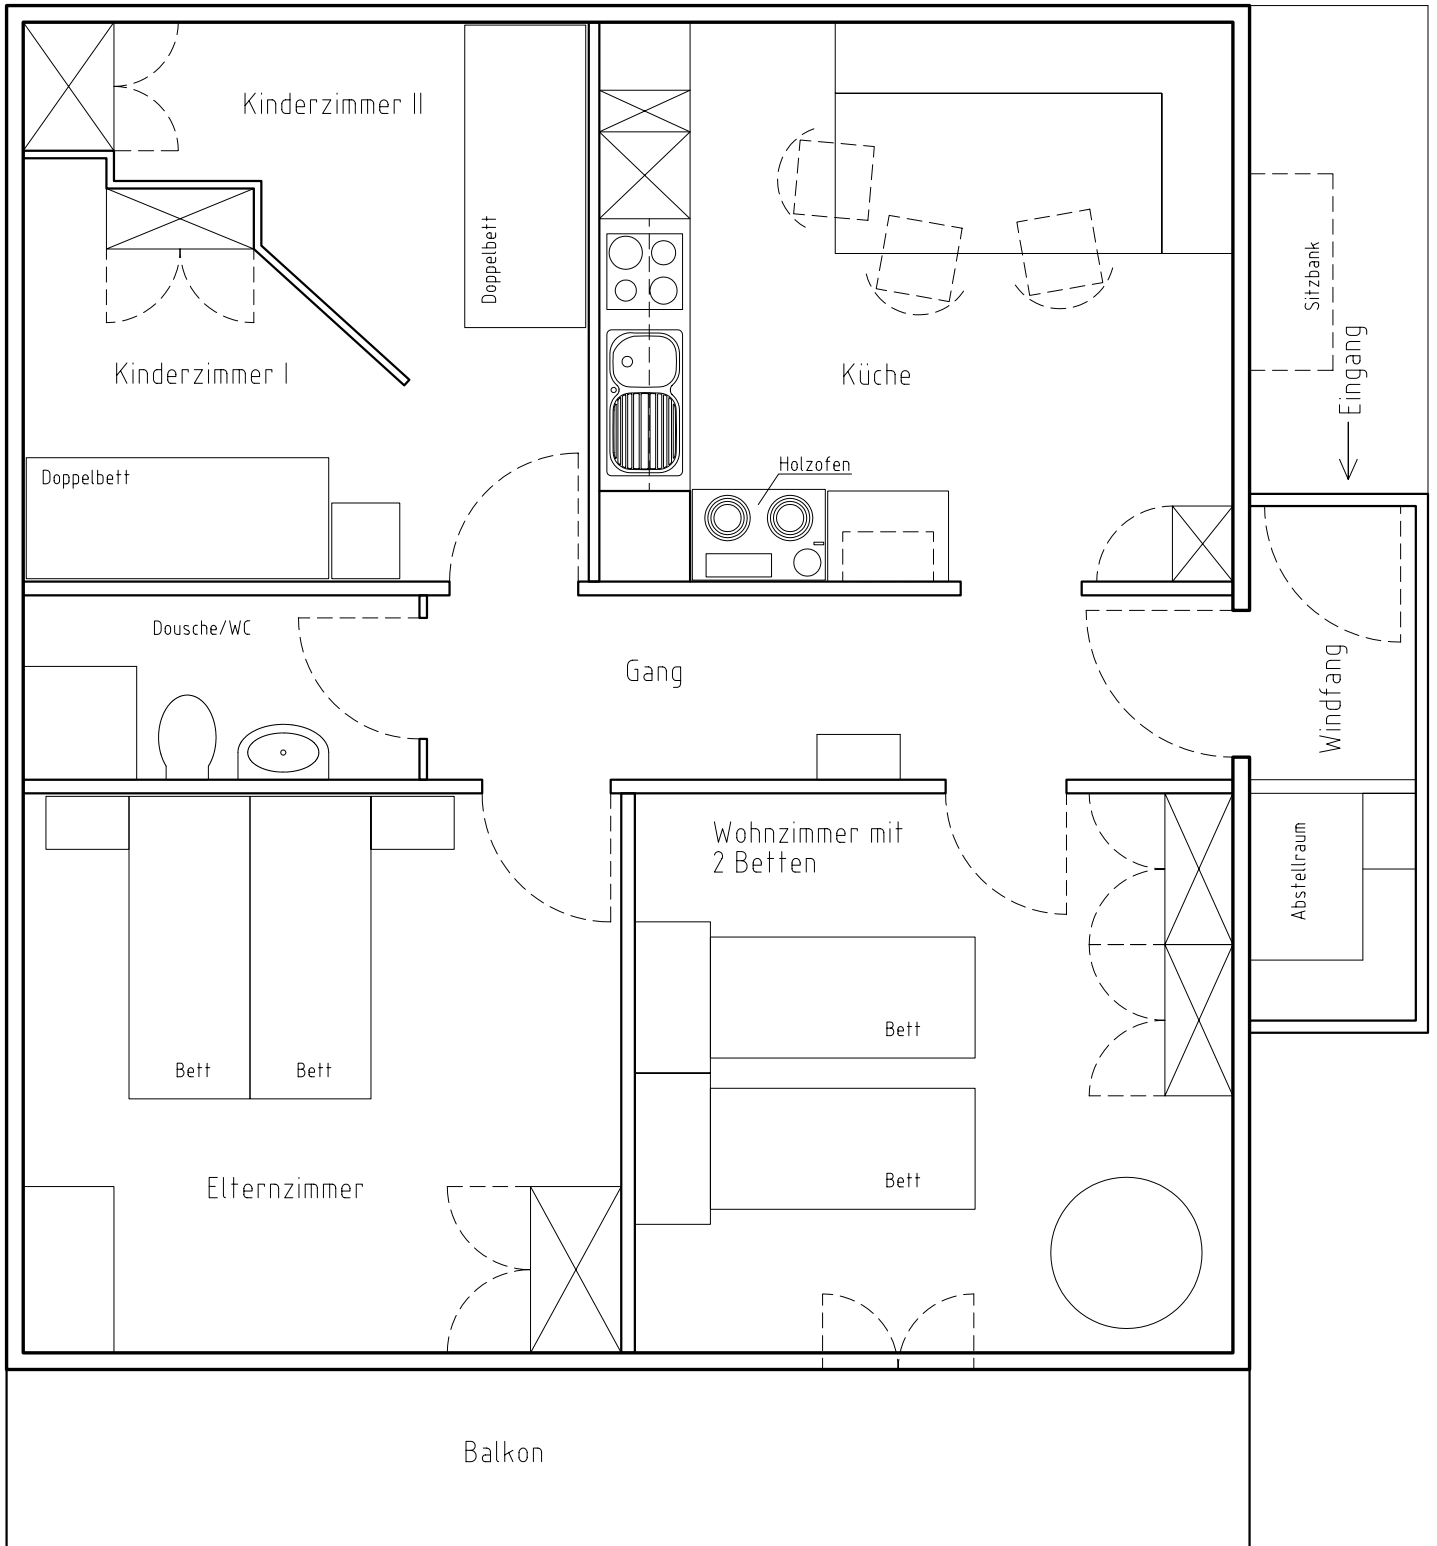 Kinderzimmer II
Doppelbett
Kinderzimmer I
Doppelbett
Küche
Holzofen
Sitzbank
Eingang
Dousche/WC
Gang
Windfang
Wohnzimmer mit
2 Betten
Abstellraum
Bett
Bett
Bett
Bett
Elternzimmer
Balkon